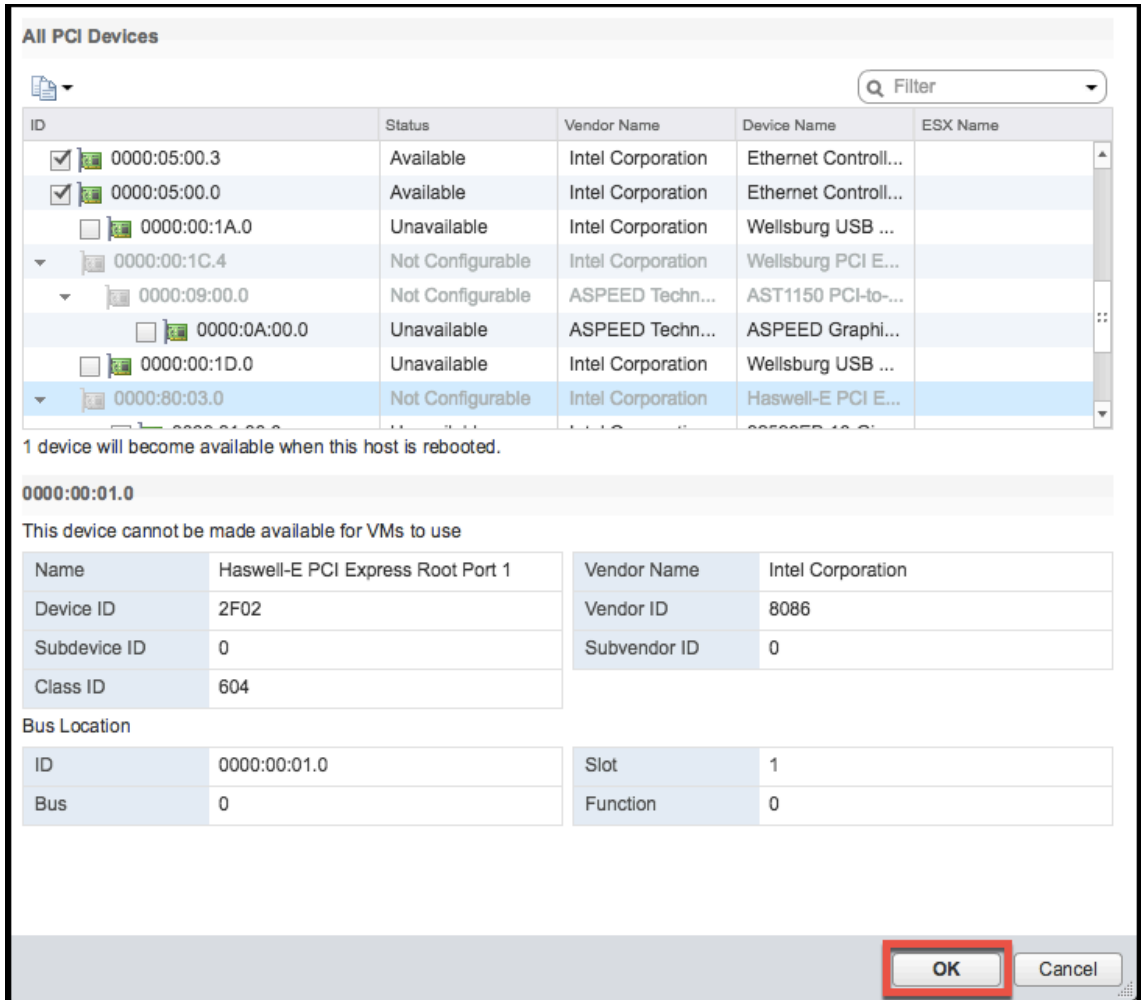 All PCI Devices
Filter
ID Status Vendor Name Device Name ESX Name
0000:05:00.3 Available Intel Corporation Ethernet Controll...
0000:05:00.0 Available Intel Corporation Ethernet Controll...
0000:00:1A.0 Unavailable Intel Corporation Wellsburg USB ...
0000:00:1C.4 Not Configurable Intel Corporation Wellsburg PCI E...
0000:09:00.0 Not Configurable ASPEED Techn... AST1150 PCI-to-...
0000:0A:00.0 Unavailable ASPEED Techn... ASPEED Graphi...
0000:00:1D.0 Unavailable Intel Corporation Wellsburg USB ...
0000:80:03.0 Not Configurable Intel Corporation Haswell-E PCI E...
1 device will become available when this host is rebooted.
0000:00:01.0
This device cannot be made available for VMs to use
Name Haswell-E PCI Express Root Port 1 Vendor Name Intel Corporation
Device ID 2F02 Vendor ID 8086
Subdevice ID 0 Subvendor ID 0
Class ID 604
Bus Location
ID 0000:00:01.0 Slot 1
Bus 0 Function 0
OK Cancel